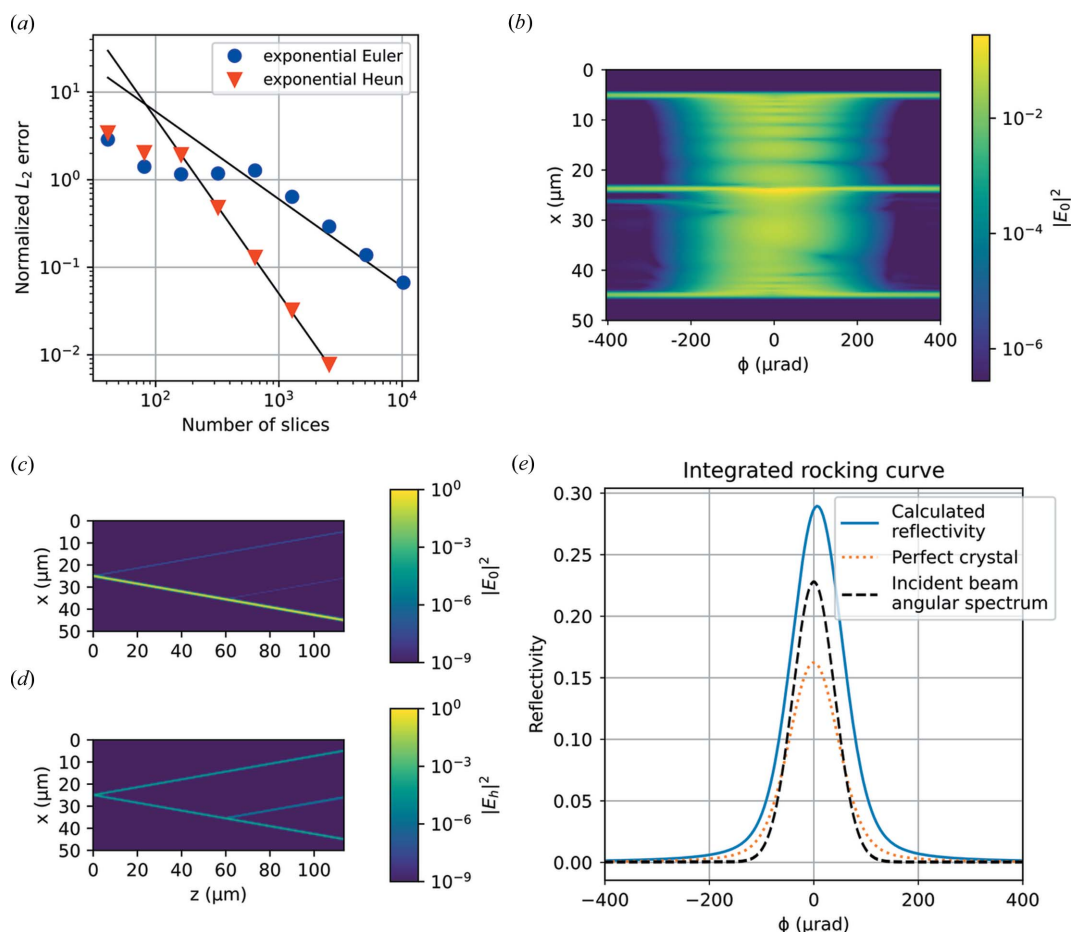 (a)
Normalized L₂ error
10¹
10⁰
10⁻¹
10⁻²
exponential Euler
exponential Heun
10² 10³ 10⁴
Number of slices
(b)
x (μm)
0
10
20
30
40
50
-400 -200 0 200 400
ϕ (μrad)
10⁻²
10⁻⁴
10⁻⁶
|E₀|²
(c)
x (μm)
0
10
20
30
40
50
0 20 40 60 80 100
10⁰
10⁻³
10⁻⁶
10⁻⁹
|E₀|²
(d)
x (μm)
0
10
20
30
40
50
0 20 40 60 80 100
z (μm)
10⁰
10⁻³
10⁻⁶
10⁻⁹
|Eₕ|²
(e)
Integrated rocking curve
Reflectivity
0.30
0.25
0.20
0.15
0.10
0.05
0.00
Calculated
reflectivity
Perfect crystal
Incident beam
angular spectrum
−400 −200 0 200 400
ϕ (μrad)